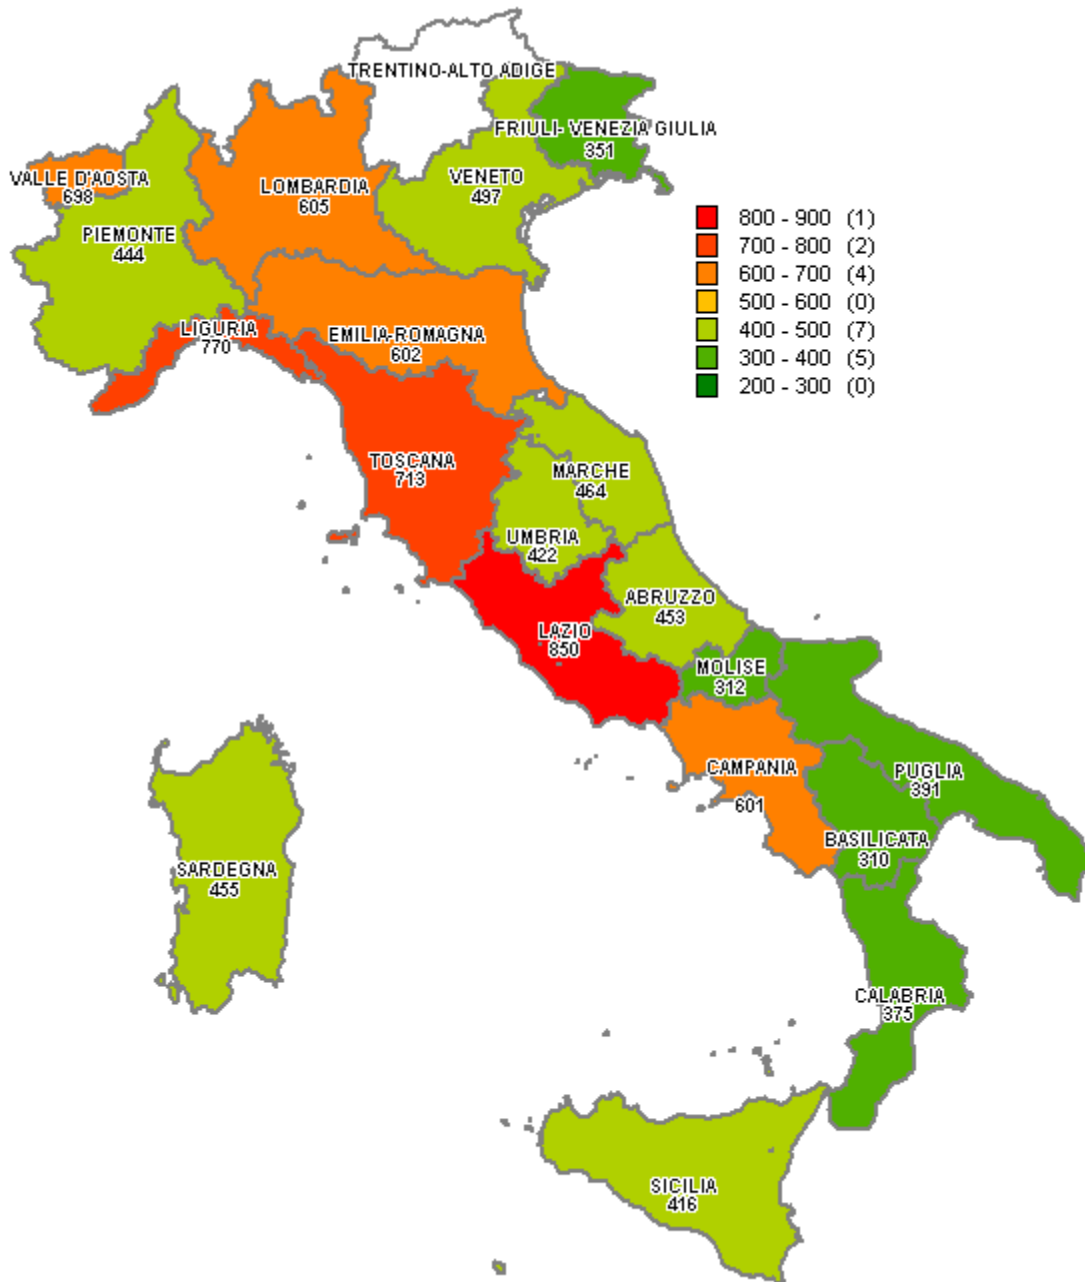 TRENTINO-ALTO ADIGE
FRIULI- VENEZIA GIULIA
351
VALLE D'AOSTA
698
LOMBARDIA
605
VENETO
497
PIEMONTE
444
800 - 900 (1)
700 - 800 (2)
600 - 700 (4)
500 - 600 (0)
400 - 500 (7)
300 - 400 (5)
200 - 300 (0)
LIGURIA
770
EMILIA-ROMAGNA
602
TOSCANA
713
MARCHE
464
UMBRIA
422
ABRUZZO
453
LAZIO
850
MOLISE
312
CAMPANIA
601
PUGLIA
391
BASILICATA
310
SARDEGNA
455
CALABRIA
375
SICILIA
416